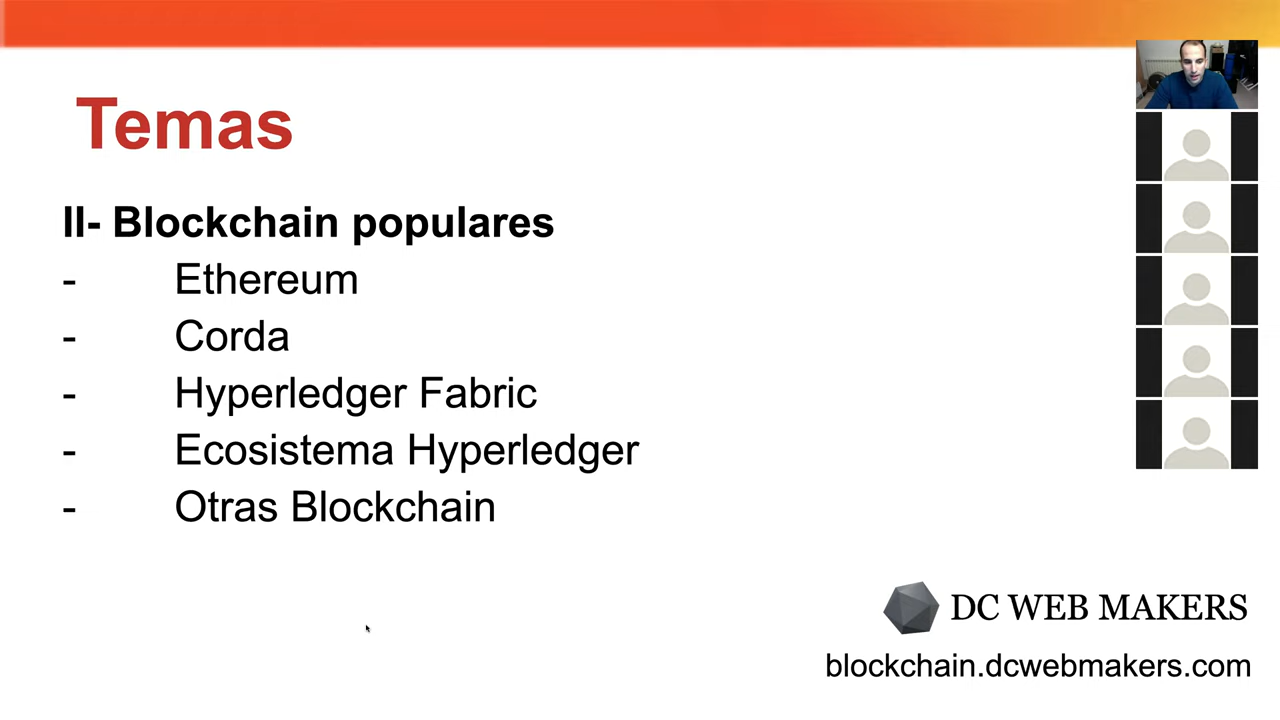 Temas
II- Blockchain populares
- Ethereum
- Corda
- Hyperledger Fabric
- Ecosistema Hyperledger
- Otras Blockchain
DC WEB MAKERS
blockchain.dcwebmakers.com